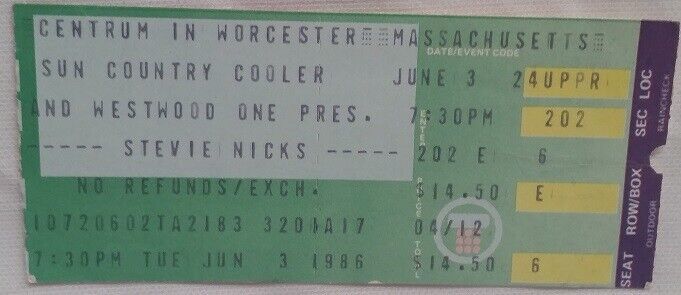 CENTRUM IN WORCESTER MASSACHUSETTS
DATE/EVENT CODE
SUN COUNTRY COOLER JUNE 3 24UPPR
AND WESTWOOD ONE PRES. 7:30PM 202
----- STEVIE NICKS ----- 202 E 6
NO REFUNDS/EXCH. $14.50 E
10720602TA2183 3201A17 04/12
7:30PM TUE JUN 3 1986 $14.50 6
SEC LOC
RAINCHECK
ROW/BOX
OUTDOOR
SEAT